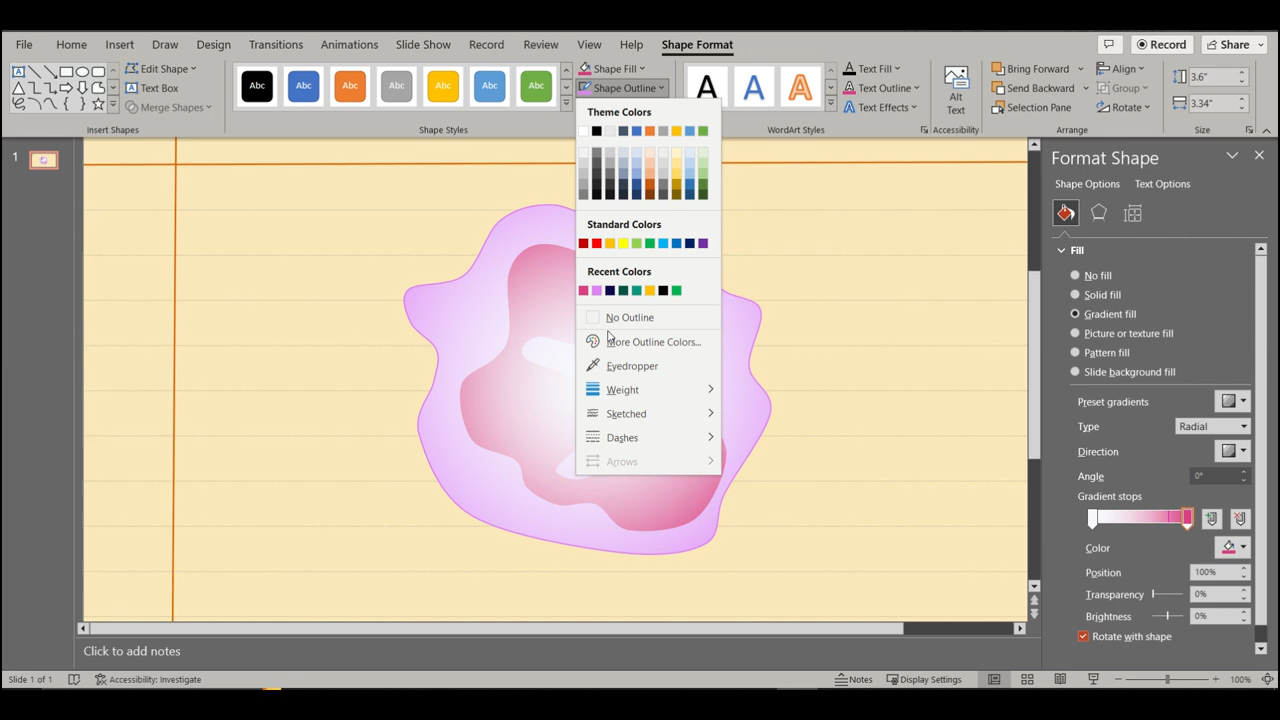 File Home Insert Draw Design Transitions Animations Slide Show Record Review View Help Shape Format Record Share
Edit Shape
Text Box
Merge Shapes
Insert Shapes
Abc Abc Abc Abc Abc Abc Abc
Shape Styles
Shape Fill
Shape Outline
A A A
WordArt Styles
Text Fill
Text Outline
Text Effects
Alt
Text
Accessibility
Bring Forward
Send Backward
Selection Pane
Align
Group
Rotate
Arrange
3.6"
3.34"
Size
1
Theme Colors
Standard Colors
Recent Colors
No Outline
More Outline Colors...
Eyedropper
Weight
Sketched
Dashes
Arrows
Format Shape
Shape Options Text Options
Fill
No fill
Solid fill
Gradient fill
Picture or texture fill
Pattern fill
Slide background fill
Preset gradients
Type Radial
Direction
Angle 0°
Gradient stops
Color
Position 100%
Transparency 0%
Brightness 0%
Rotate with shape
Click to add notes
Slide 1 of 1 Accessibility: Investigate Notes Display Settings 100%